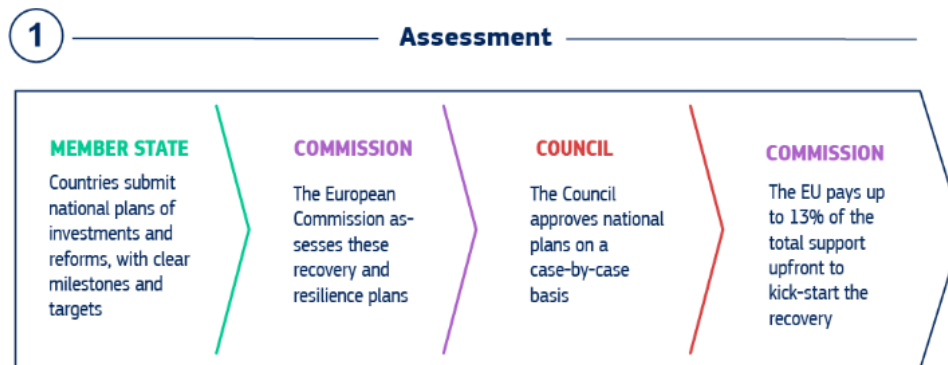 1
Assessment
MEMBER STATE
Countries submit
national plans of
investments and
reforms, with clear
milestones and
targets
COMMISSION
The European
Commission as-
sesses these
recovery and
resilience plans
COUNCIL
The Council
approves national
plans on a
case-by-case
basis
COMMISSION
The EU pays up
to 13% of the
total support
upfront to
kick-start the
recovery